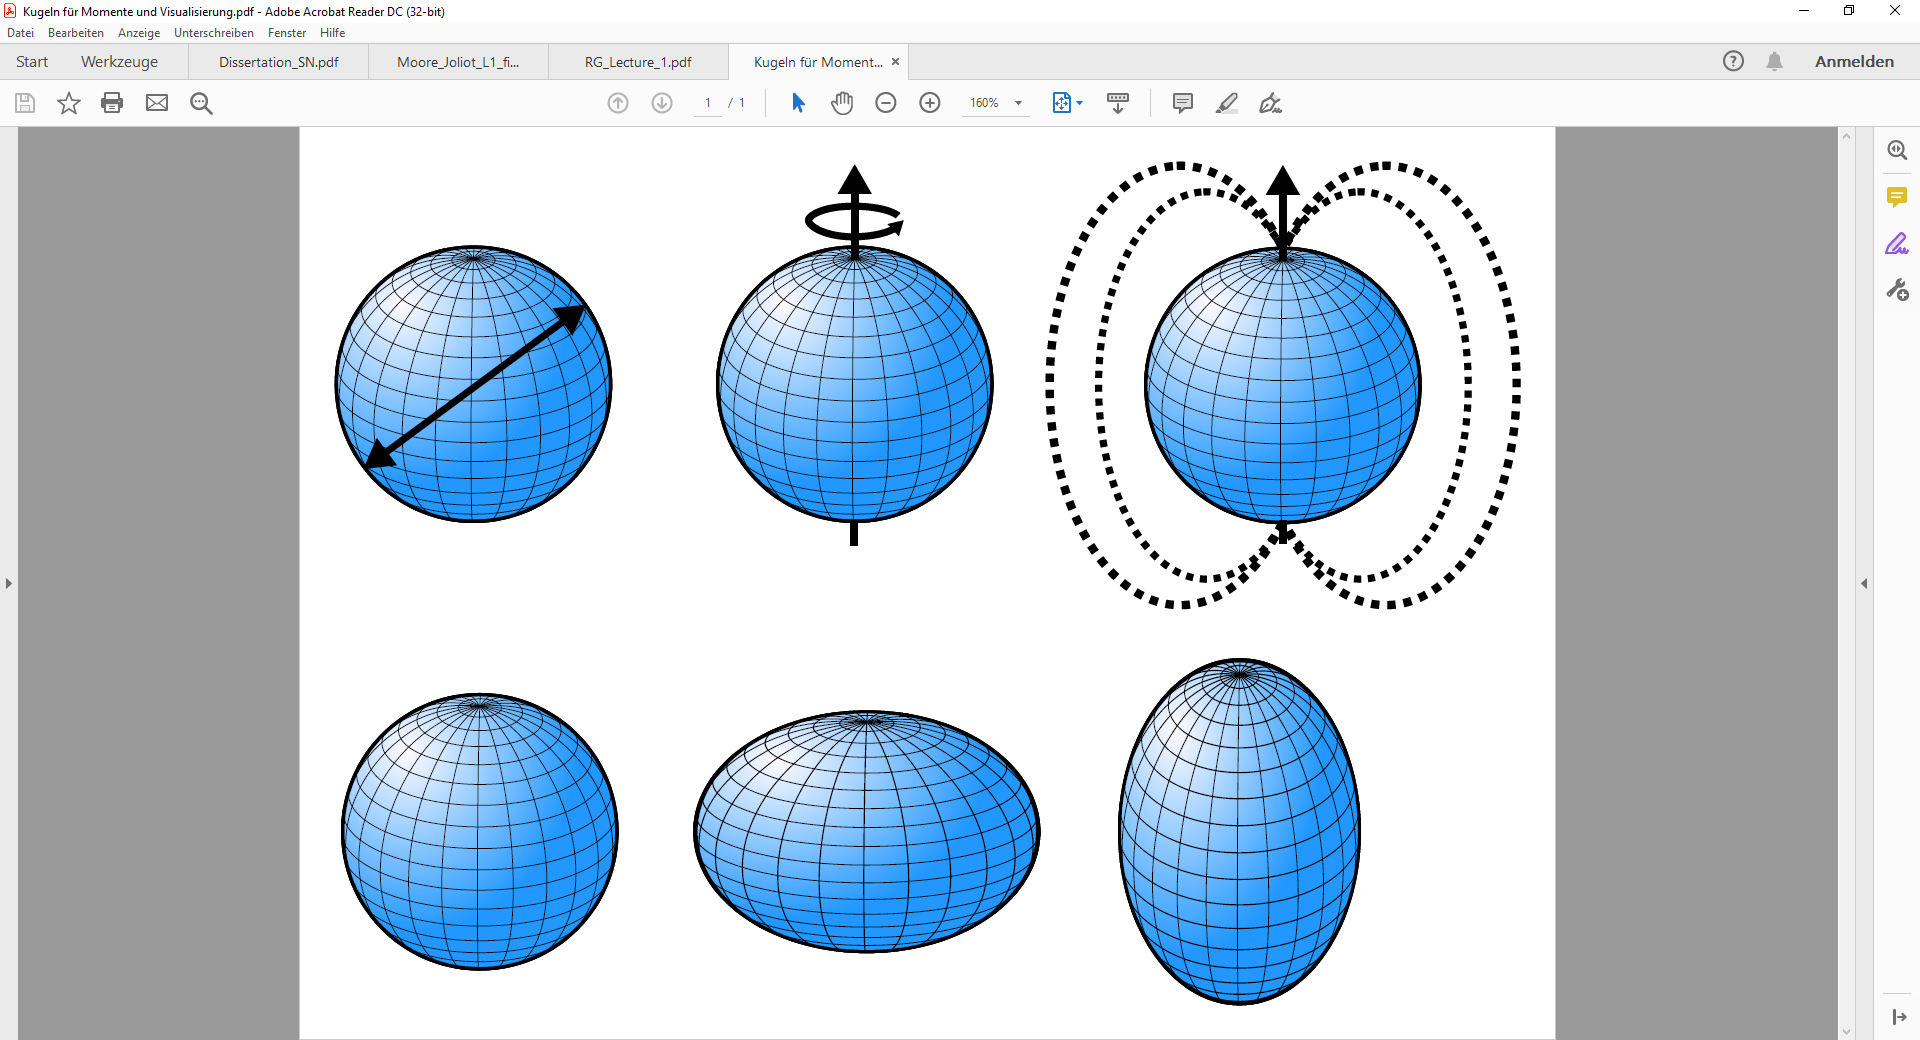 Kugeln für Momente und Visualisierung.pdf - Adobe Acrobat Reader DC (32-bit)
Datei Bearbeiten Anzeige Unterschreiben Fenster Hilfe
Start Werkzeuge Dissertation_SN.pdf Moore_Joliot_L1_fi... RG_Lecture_1.pdf Kugeln für Moment... Anmelden
1 / 1 160%